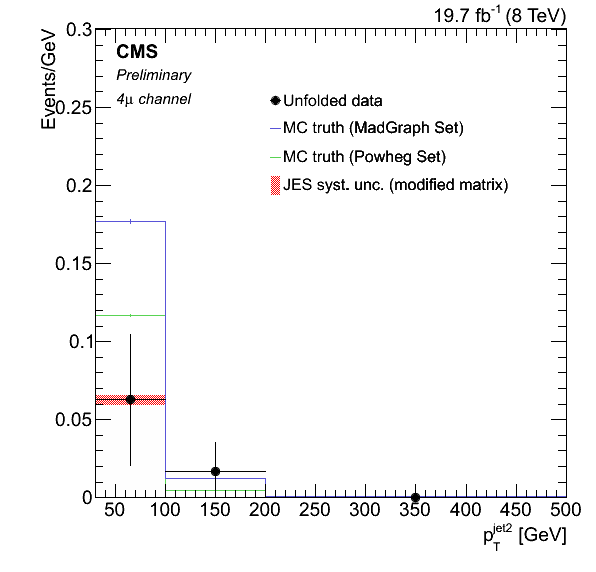 19.7 fb⁻¹ (8 TeV)
Events/GeV
CMS
Preliminary
4μ channel
Unfolded data
MC truth (MadGraph Set)
MC truth (Powheg Set)
JES syst. unc. (modified matrix)
0.3
0.25
0.2
0.15
0.1
0.05
0
50 100 150 200 250 300 350 400 450 500
p_T^jet2 [GeV]